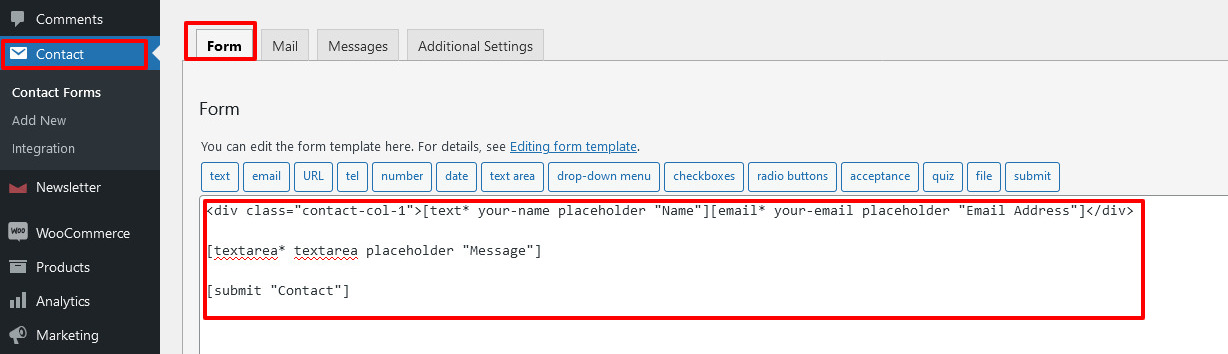 Comments
Contact
Contact Forms
Add New
Integration
Newsletter
WOO
WooCommerce
Products
Analytics
Marketing
Form Mail Messages Additional Settings
Form
You can edit the form template here. For details, see Editing form template.
text email URL tel number date text area drop-down menu checkboxes radio buttons acceptance quiz file submit
<div class="contact-col-1">[text* your-name placeholder "Name"][email* your-email placeholder "Email Address"]</div>
[textarea* textarea placeholder "Message"]
[submit "Contact"]